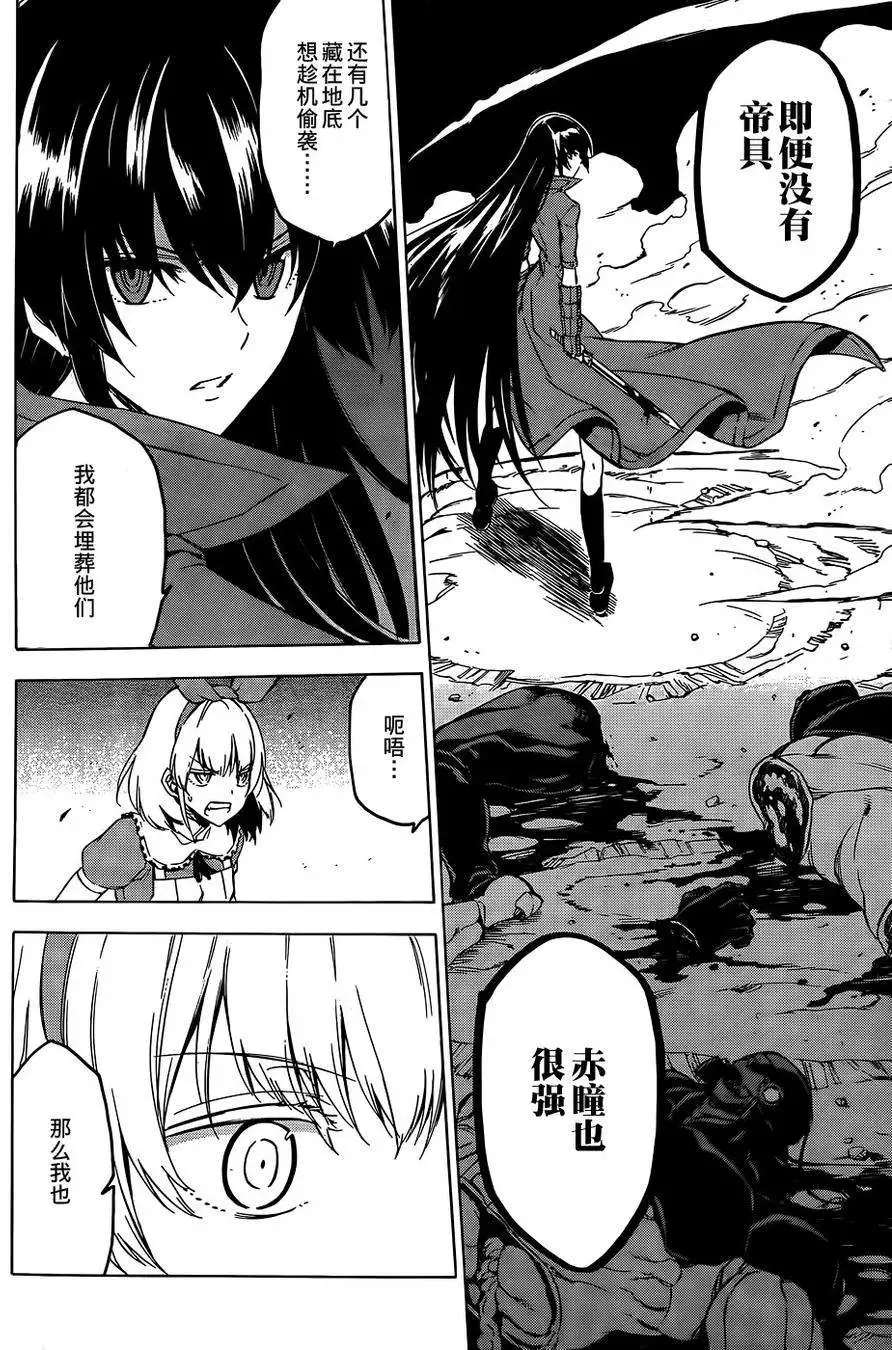 即便没有
帝具
赤瞳也
很强
还有几个
藏在地底
想趁机偷袭……
我都会埋葬他们
呃唔…
那么我也